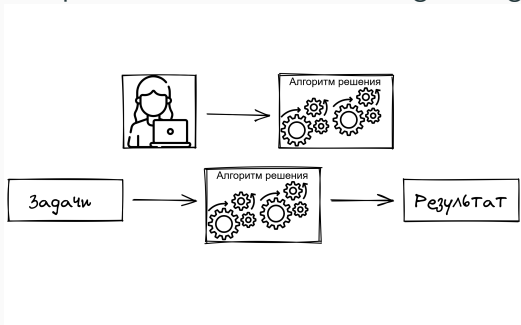 Алгоритм решения
Алгоритм решения
Задачи
Результат